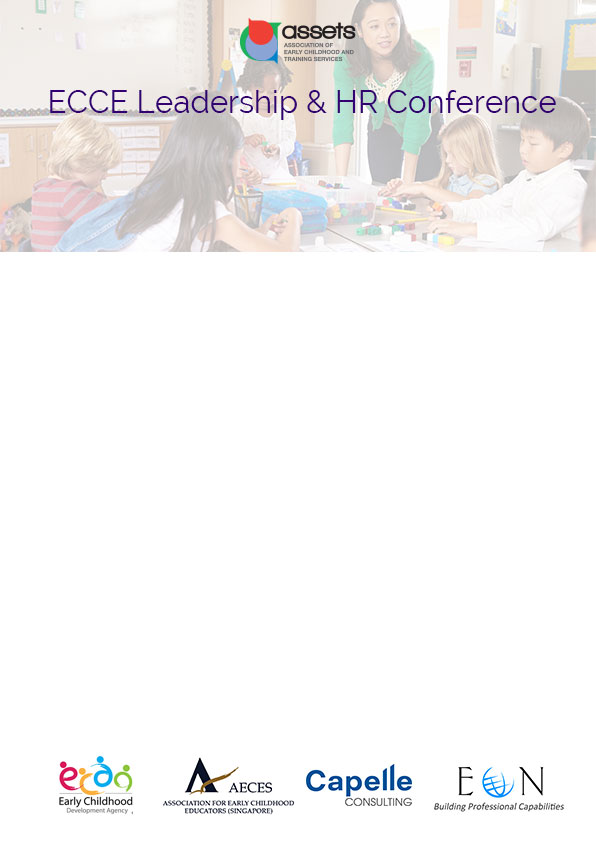 assets
ASSOCIATION OF
EARLY CHILDHOOD AND
TRAINING SERVICES
ECCE Leadership & HR Conference
ecda
Early Childhood
Development Agency
AECES
ASSOCIATION FOR EARLY CHILDHOOD
EDUCATORS (SINGAPORE)
Capelle
CONSULTING
EON
Building Professional Capabilities